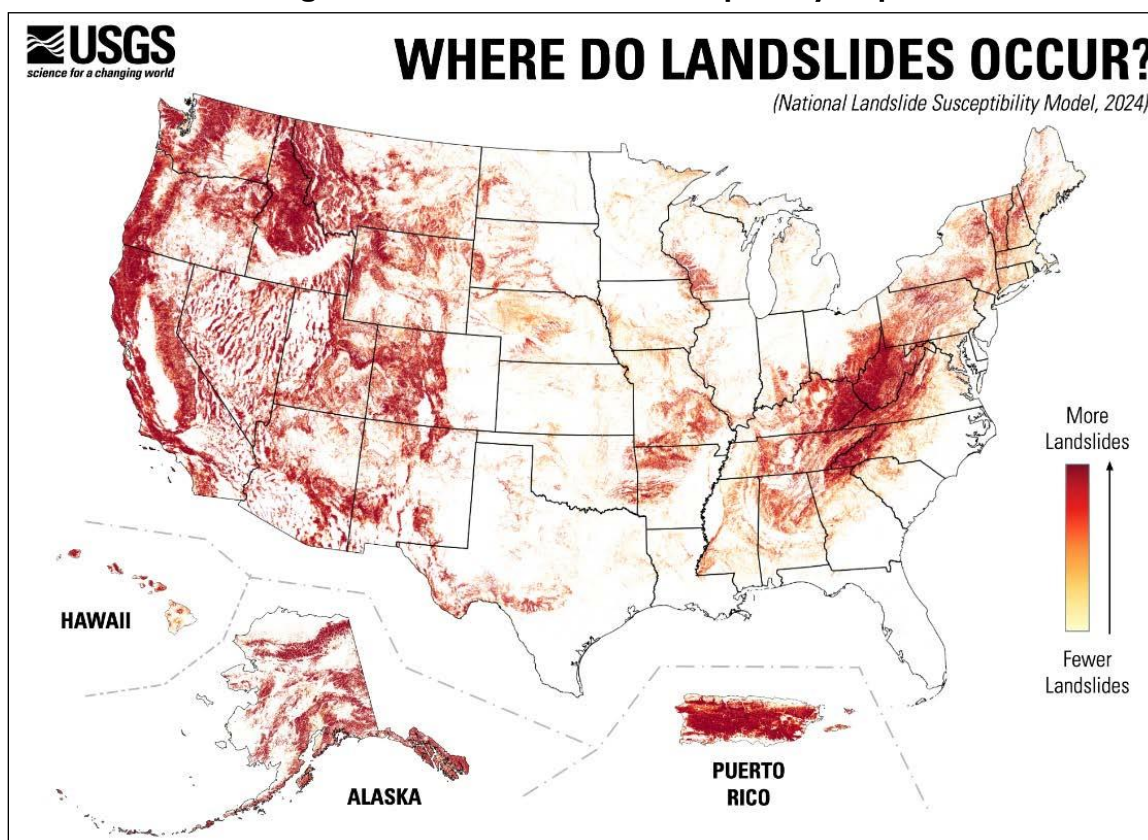 USGS
science for a changing world
WHERE DO LANDSLIDES OCCUR?
(National Landslide Susceptibility Model, 2024)
More
Landslides
Fewer
Landslides
HAWAII
ALASKA
PUERTO
RICO